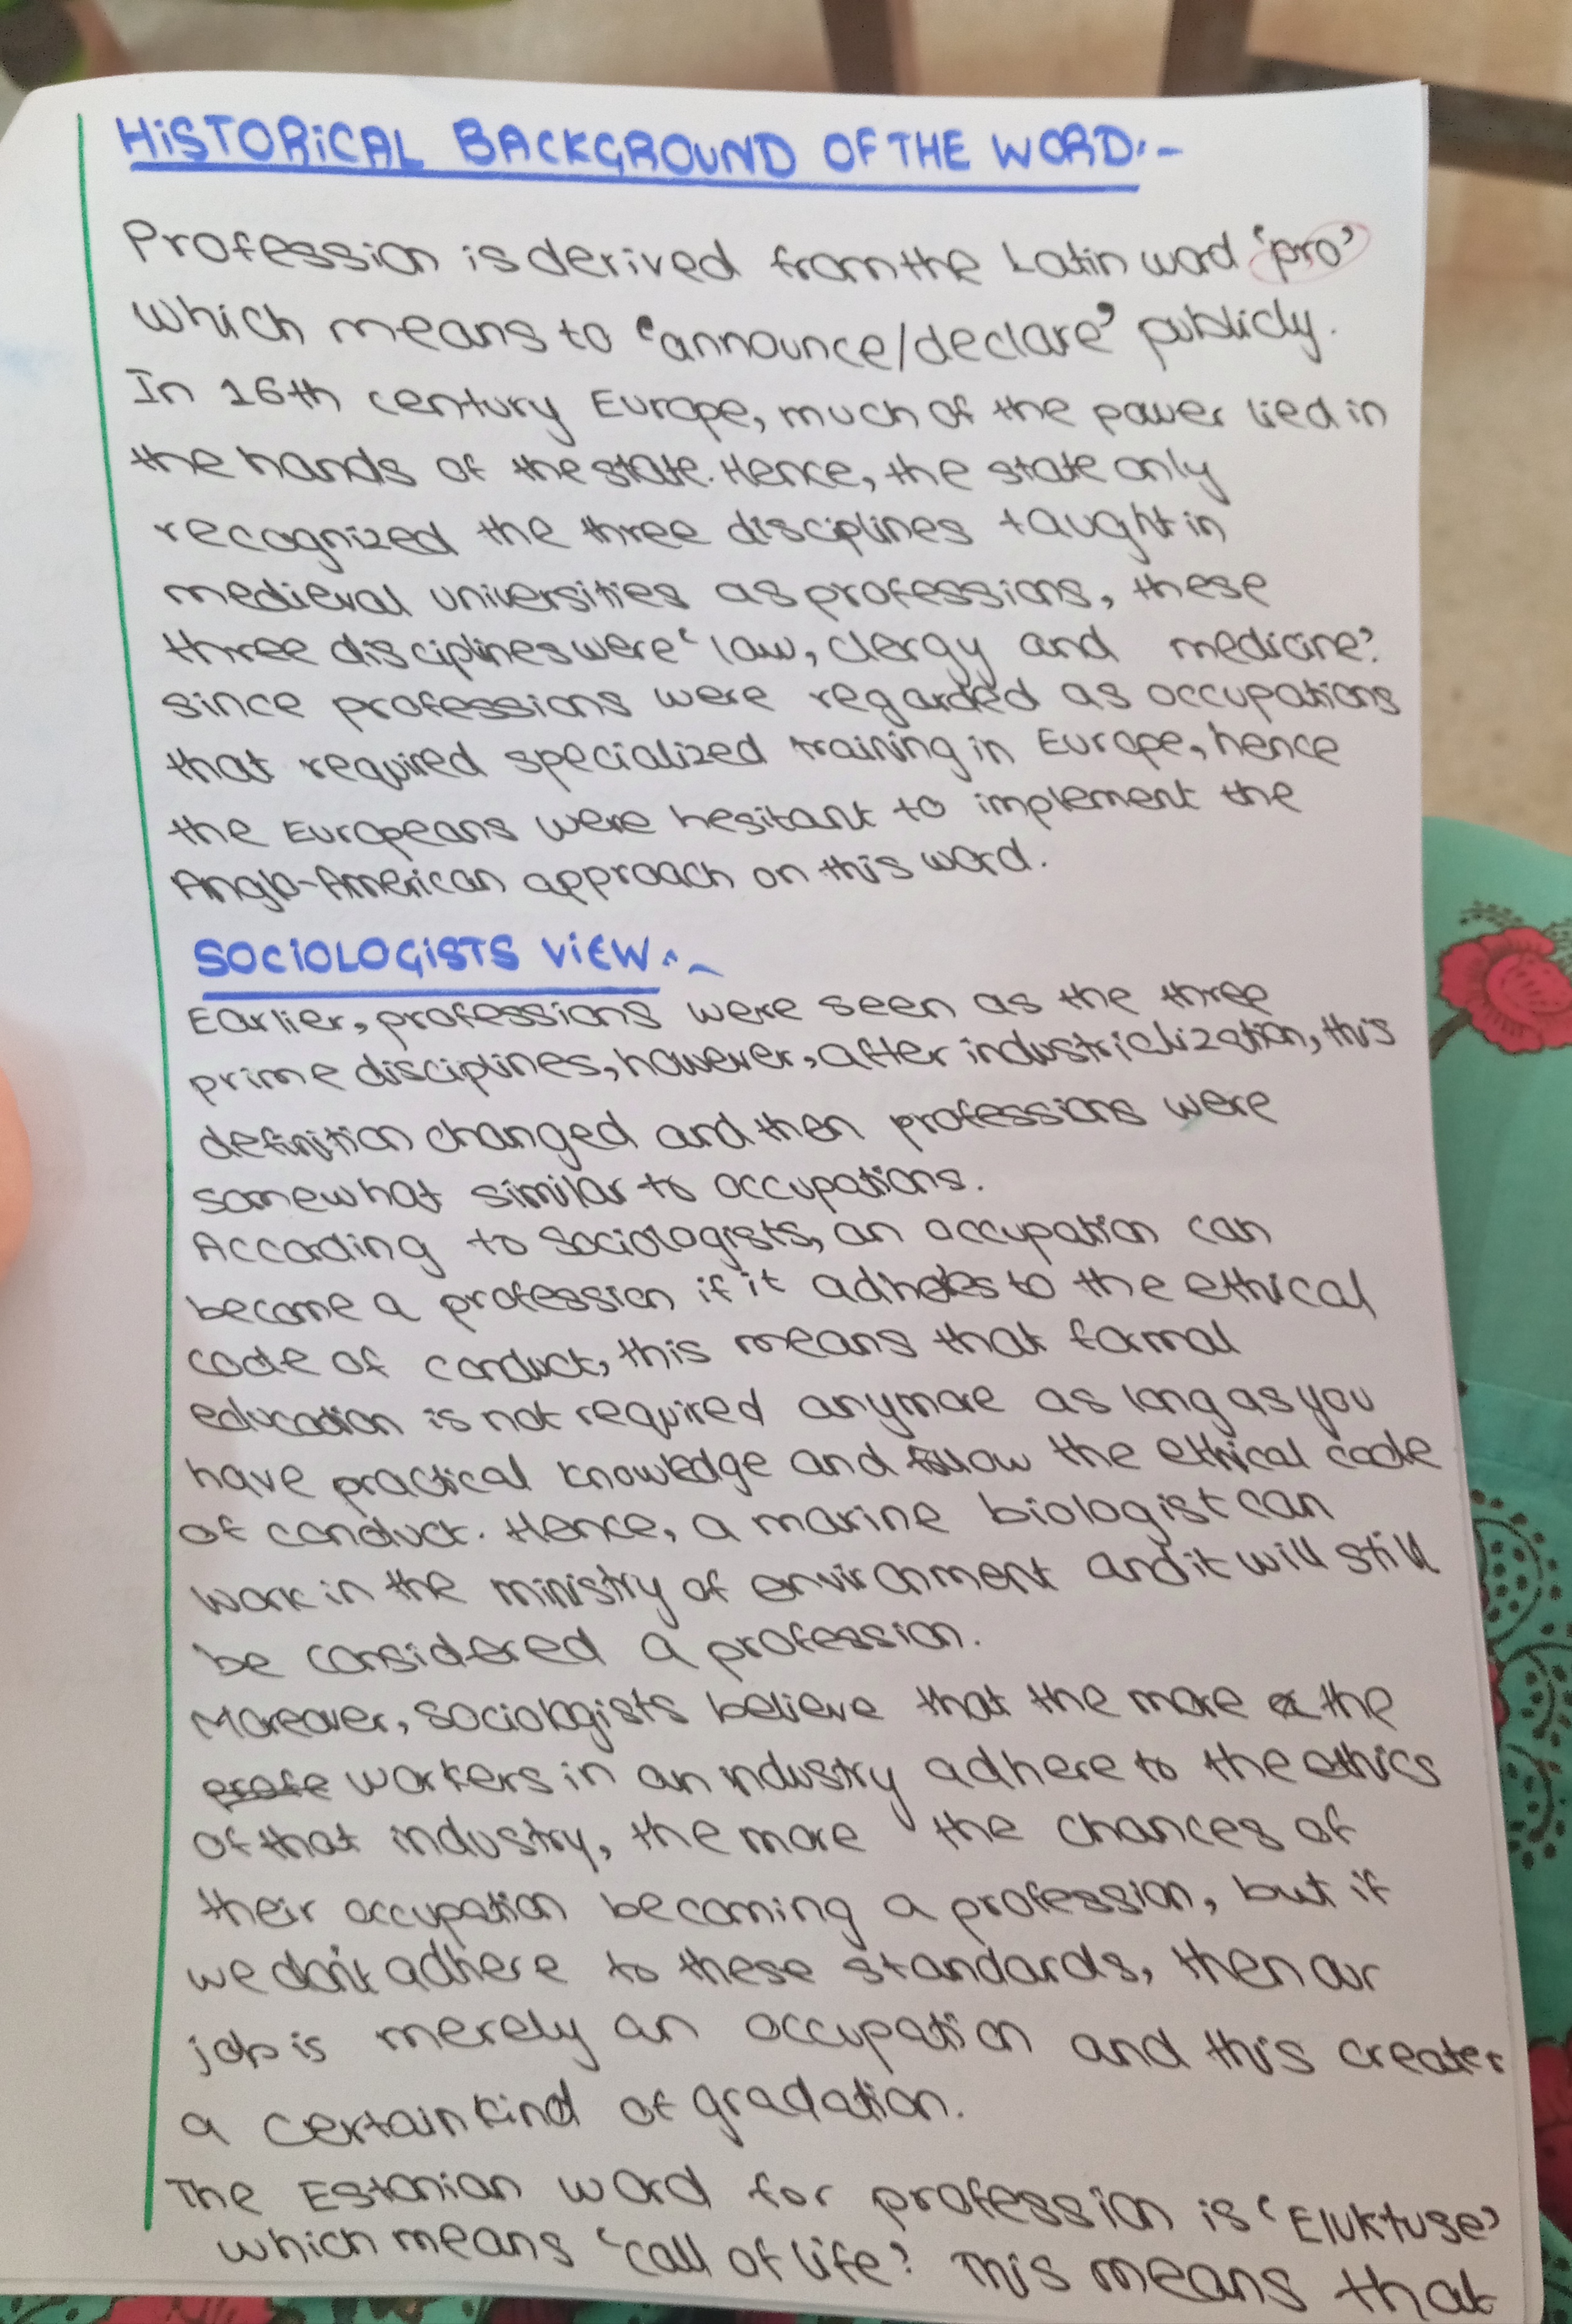 HISTORICAL BACKGROUND OF THE WORD:-
Profession is derived from the Latin word 'pro'
which means to 'announce/declare' publicly.
In 16th century Europe, much of the power lied in
the hands of the state. Hence, the state only
recognized the three disciplines taught in
medieval universities as professions, these
three disciplines were 'law, clergy and medicine'.
since professions were regarded as occupations
that required specialized training in Europe, hence
the Europeans were hesitant to implement the
Anglo-American approach on this word.
SOCIOLOGISTS VIEW:-
Earlier, professions were seen as the three
prime disciplines, however, after industrialization, this
definition changed and then professions were
somewhat similar to occupations.
According to sociologists, an occupation can
become a profession if it adheres to the ethical
code of conduct, this means that formal
education is not required anymore as long as you
have practical knowledge and follow the ethical code
of conduct. Hence, a marine biologist can
work in the ministry of environment and it will still
be considered a profession.
Moreover, sociologists believe that the more the
profe workers in an industry adhere to the ethics
of that industry, the more the chances of
their occupation becoming a profession, but if
we don't adhere to these standards, then our
job is merely an occupation and this creates
a certain kind of gradation.
The Estonian word for profession is 'Eluktuse'
which means 'call of life'. This means that